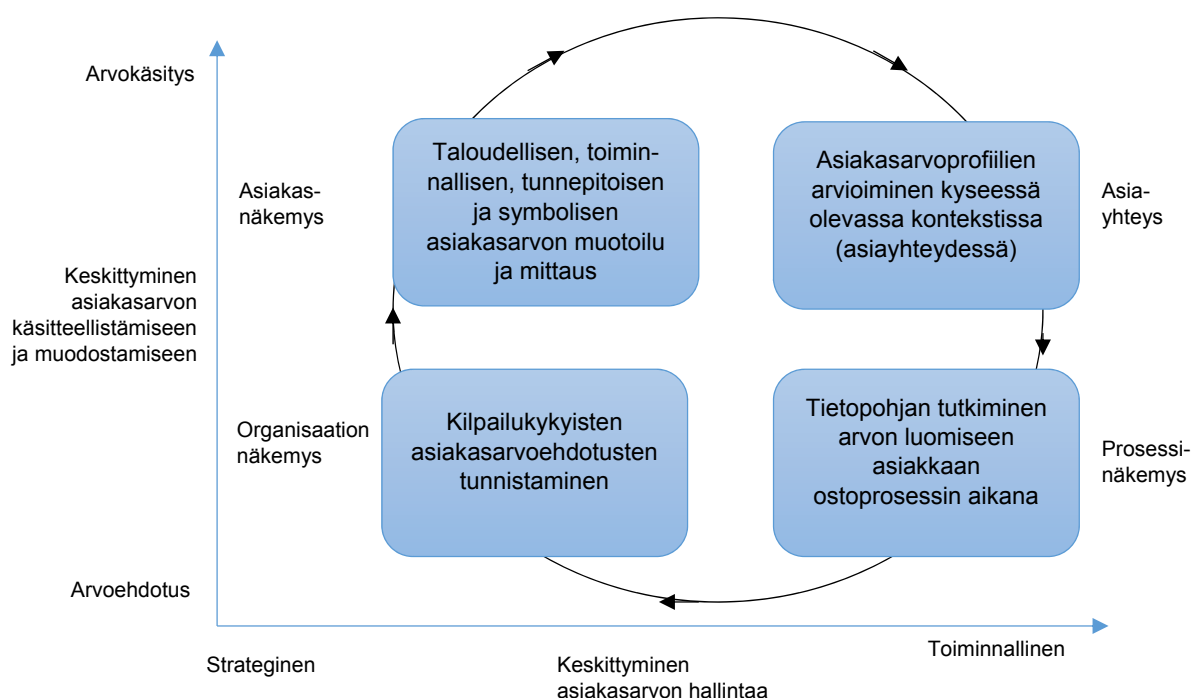 Arvokäsitys
Asiakas-
näkemys
Taloudellisen, toimin-
nallisen, tunnepitoisen
ja symbolisen
asiakasarvon muotoilu
ja mittaus
Asiakasarvoprofiilien
arvioiminen kyseessä
olevassa kontekstissa
(asiayhteydessä)
Asia-
yhteys
Keskittyminen
asiakasarvon
käsitteellistämiseen
ja muodostamiseen
Organisaation
näkemys
Kilpailukykyisten
asiakasarvoehdotusten
tunnistaminen
Tietopohjan tutkiminen
arvon luomiseen
asiakkaan
ostoprosessin aikana
Prosessi-
näkemys
Arvoehdotus
Strateginen
Keskittyminen
asiakasarvon hallintaa
Toiminnallinen